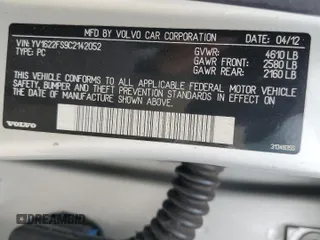 MFD. BY VOLVO CAR CORPORATION DATE: 04/12
VIN: YV1622FS9C2142052 GVWR: 4610 LB
TYPE: PC GAWR FRONT: 2580 LB
GAWR REAR: 2160 LB
THIS VEHICLE CONFORMS TO ALL APPLICABLE FEDERAL MOTOR VEHICLE
SAFETY, BUMPER, AND THEFT PREVENTION STANDARDS IN EFFECT ON THE
DATE OF MANUFACTURE SHOWN ABOVE.
VOLVO
DREAMBID